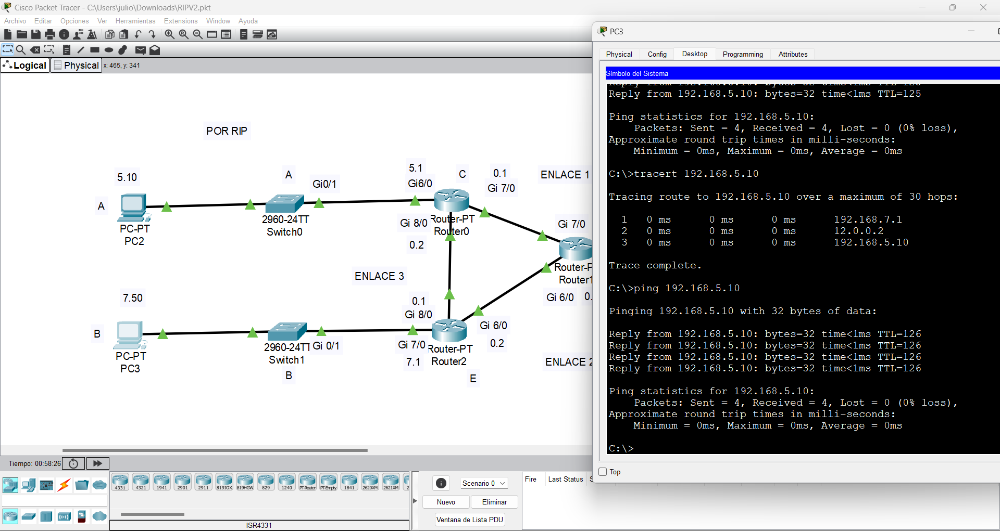 Cisco Packet Tracer - C:\Users\julio\Downloads\RIPV2.pkt
Archivo Editar Opciones Ver Herramientas Extensions Window Ayuda
Logical Physical x: 465, y: 341
POR RIP
5.10
A
Gi0/1
5.1
Gi6/0
C
0.1
Gi 7/0
ENLACE 1
A
PC-PT
PC2
2960-24TT
Switch0
Gi 8/0
Router-PT
Router0
0.2
Gi 7/0
Router1
ENLACE 3
Gi 6/0
7.50
0.1
Gi 8/0
B
PC-PT
PC3
2960-24TT
Switch1
Gi 0/1
B
Gi 7/0
7.1
Router-PT
Router2
Gi 6/0
0.2
E
ENLACE 2
PC3
Physical Config Desktop Programming Attributes
Símbolo del Sistema
Reply from 192.168.5.10: bytes=32 time<1ms TTL=125
Ping statistics for 192.168.5.10:
Packets: Sent = 4, Received = 4, Lost = 0 (0% loss),
Approximate round trip times in milli-seconds:
Minimum = 0ms, Maximum = 0ms, Average = 0ms
C:\>tracert 192.168.5.10
Tracing route to 192.168.5.10 over a maximum of 30 hops:
1 0 ms 0 ms 0 ms 192.168.7.1
2 0 ms 0 ms 0 ms 12.0.0.2
3 0 ms 0 ms 0 ms 192.168.5.10
Trace complete.
C:\>ping 192.168.5.10
Pinging 192.168.5.10 with 32 bytes of data:
Reply from 192.168.5.10: bytes=32 time<1ms TTL=126
Reply from 192.168.5.10: bytes=32 time<1ms TTL=126
Reply from 192.168.5.10: bytes=32 time<1ms TTL=126
Reply from 192.168.5.10: bytes=32 time<1ms TTL=126
Ping statistics for 192.168.5.10:
Packets: Sent = 4, Received = 4, Lost = 0 (0% loss),
Approximate round trip times in milli-seconds:
Minimum = 0ms, Maximum = 0ms, Average = 0ms
C:\>
Top
Tiempo: 00:58:26
4331 4321 1941 2901 2911 819IOX 819HGW 829 1240 PT-Router PT-Empty 1841 2620XM 2621XM
ISR4331
Scenario 0
Nuevo Eliminar
Ventana de Lista PDU
Fire Last Status